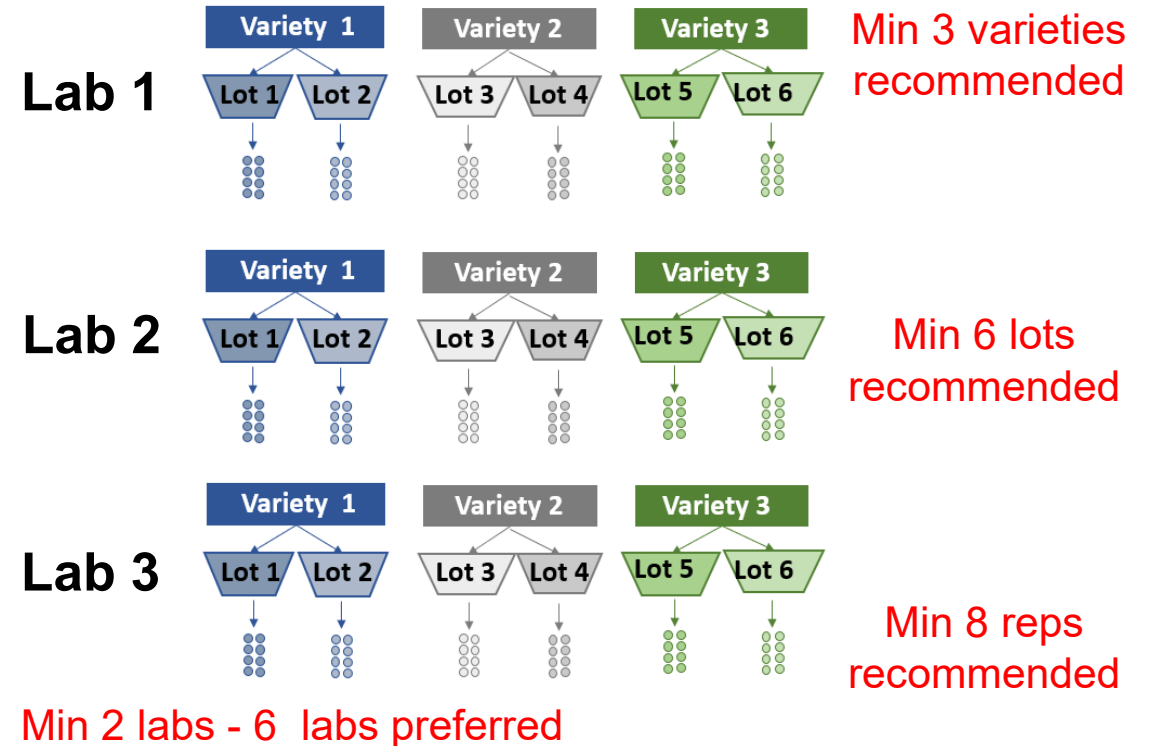 Variety 1 Variety 2 Variety 3
Min 3 varieties
recommended
Lab 1
Lot 1 Lot 2 Lot 3 Lot 4 Lot 5 Lot 6
Variety 1 Variety 2 Variety 3
Lab 2
Lot 1 Lot 2 Lot 3 Lot 4 Lot 5 Lot 6
Min 6 lots
recommended
Variety 1 Variety 2 Variety 3
Lab 3
Lot 1 Lot 2 Lot 3 Lot 4 Lot 5 Lot 6
Min 8 reps
recommended
Min 2 labs - 6 labs preferred